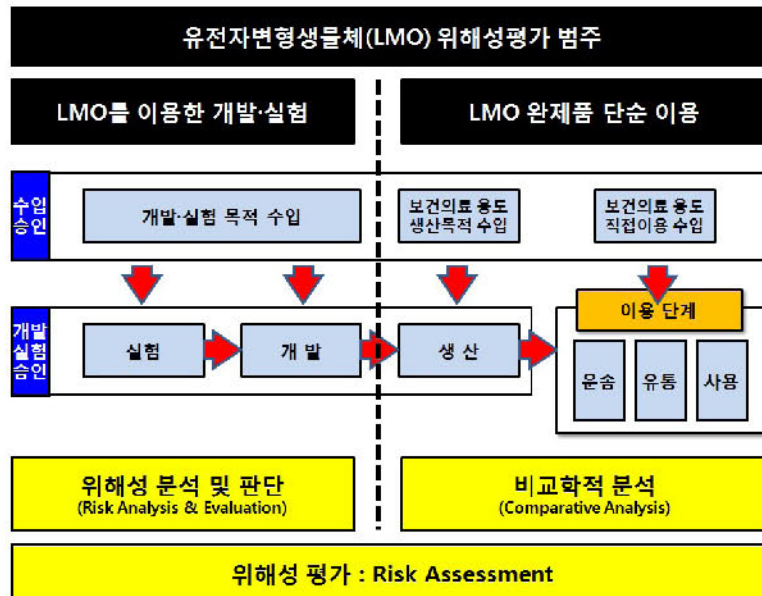 유전자변형생물체(LMO) 위해성평가 범주
LMO를 이용한 개발·실험
LMO 완제품 단순 이용
수입
승인
개발·실험 목적 수입
보건의료 용도
생산목적 수입
보건의료 용도
직접이용 수입
개발
실험
승인
실험
개 발
생 산
이용 단계
운송
유통
사용
위해성 분석 및 판단
(Risk Analysis & Evaluation)
비교학적 분석
(Comparative Analysis)
위해성 평가 : Risk Assessment